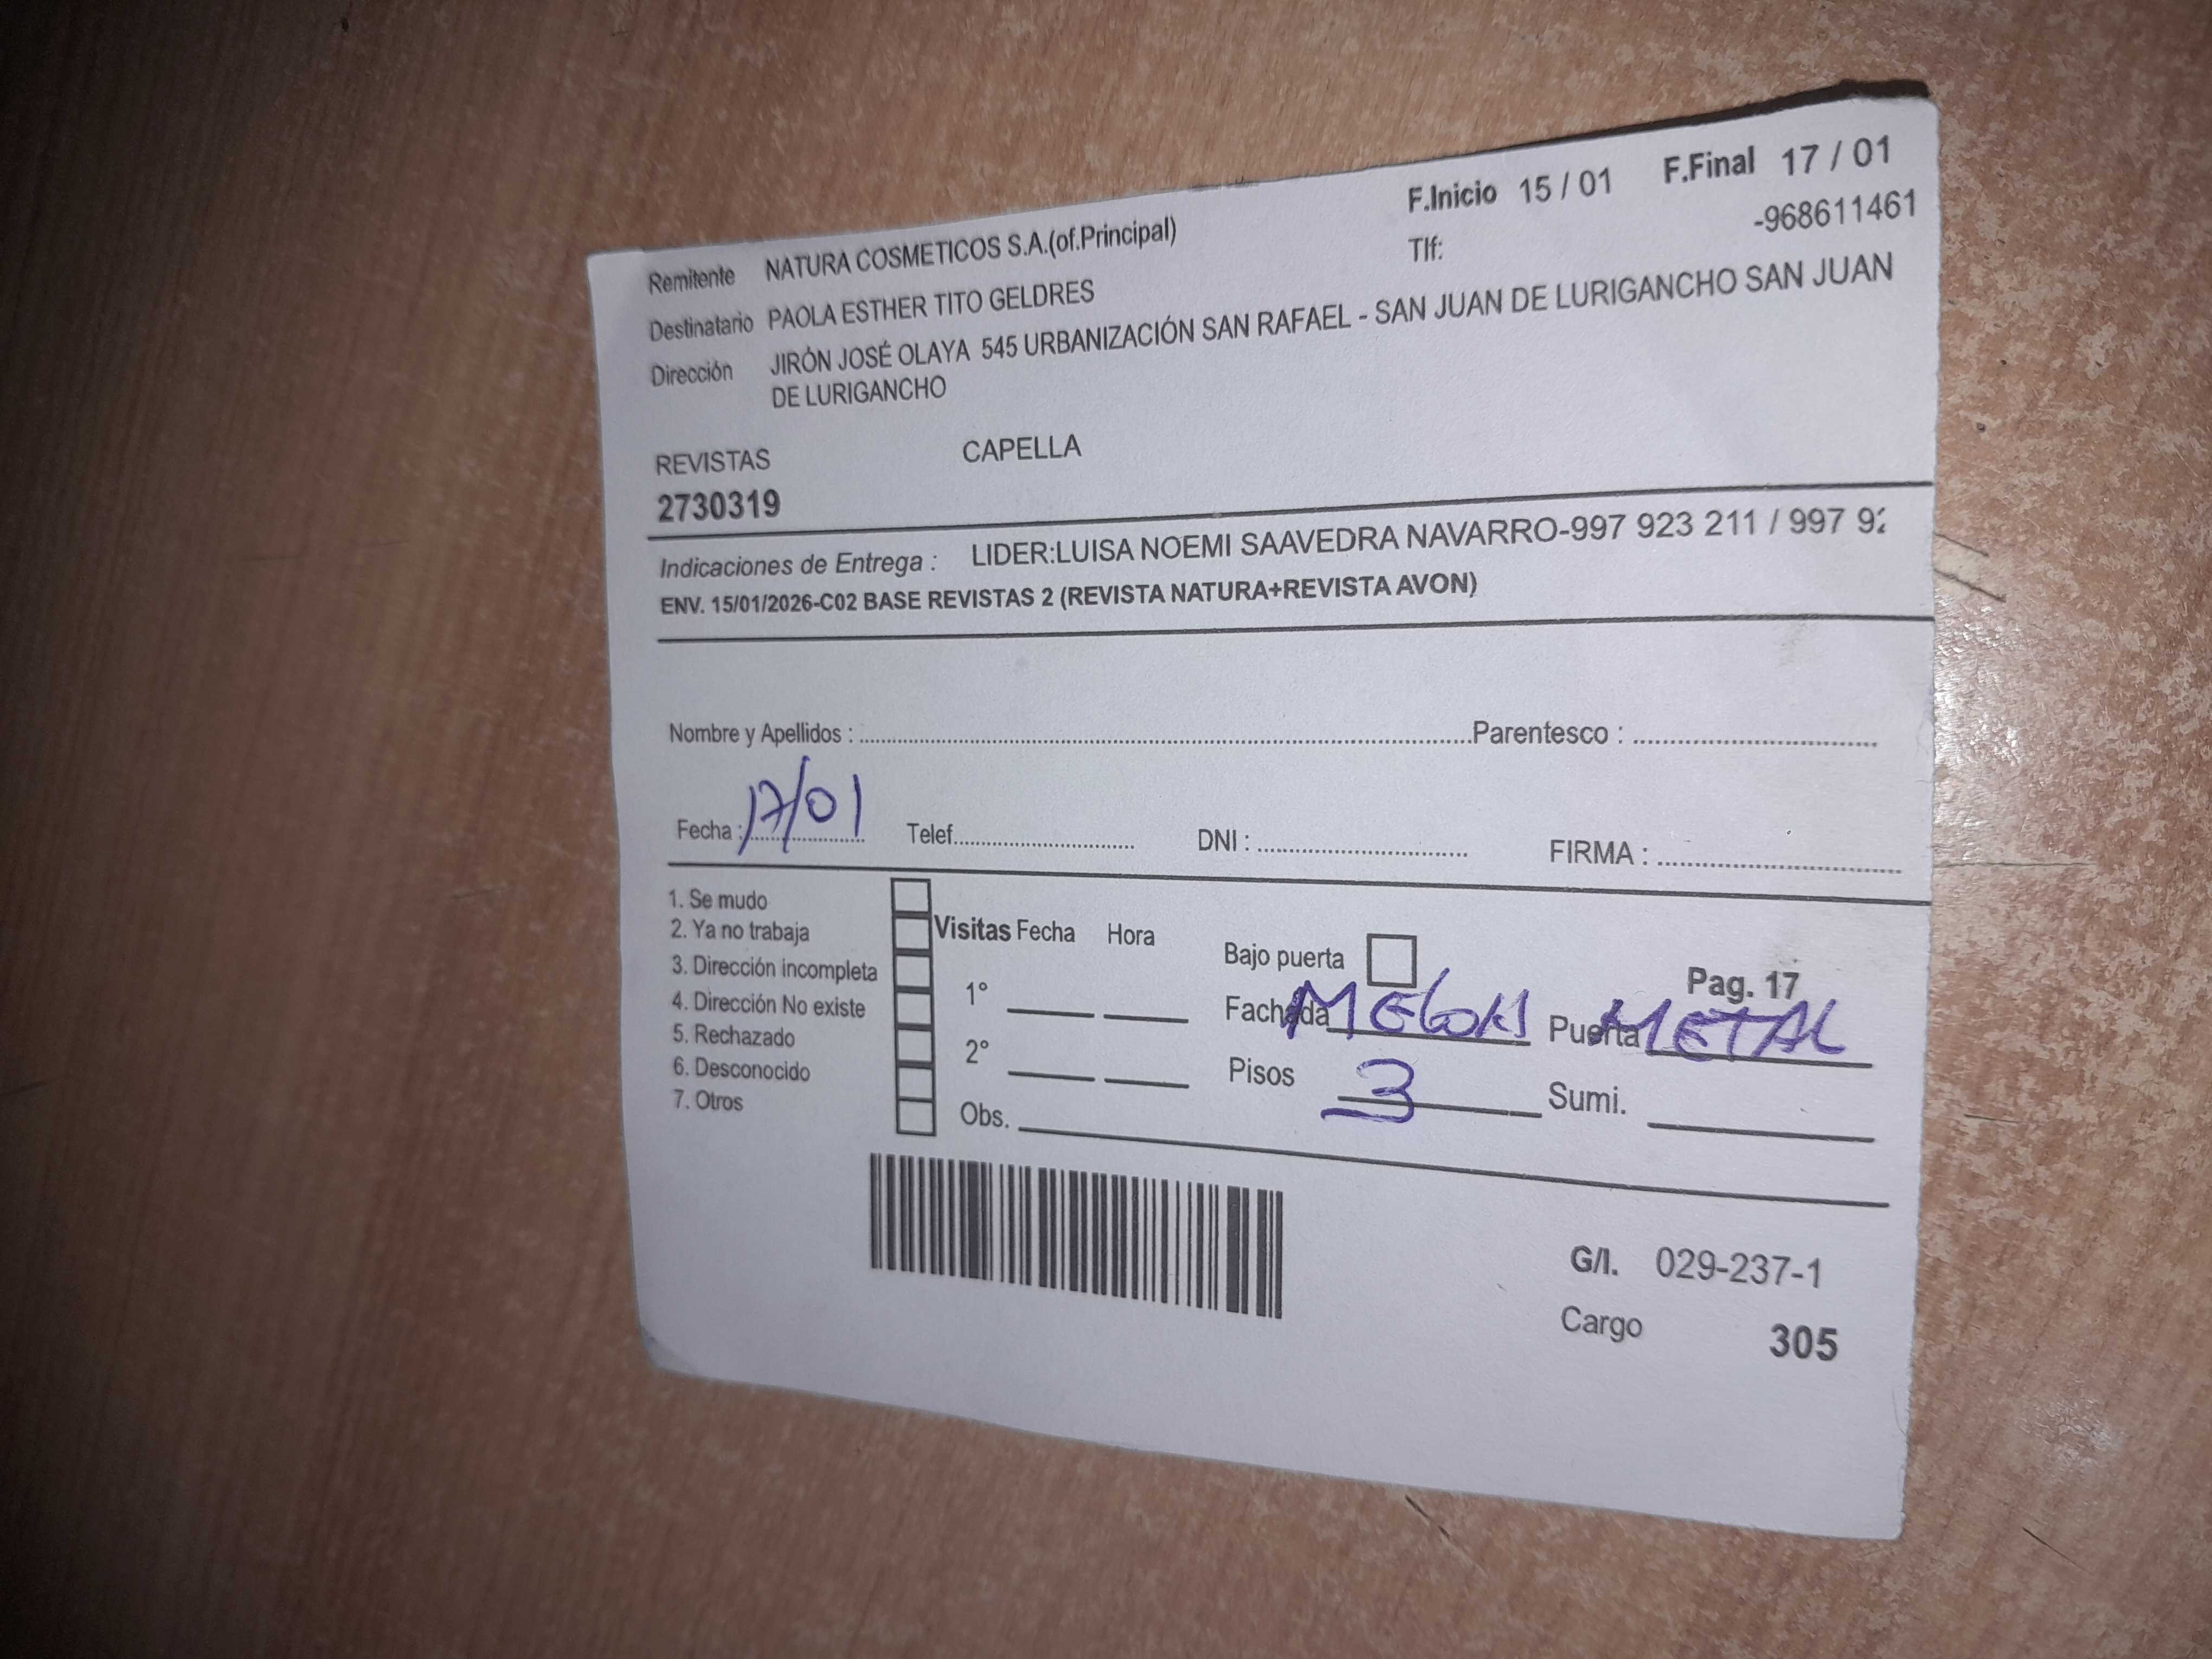 F.Inicio 15 / 01 F.Final 17 / 01
Remitente NATURA COSMETICOS S.A.(of.Principal) Tlf: -968611461
Destinatario PAOLA ESTHER TITO GELDRES
Dirección JIRÓN JOSÉ OLAYA 545 URBANIZACIÓN SAN RAFAEL - SAN JUAN DE LURIGANCHO SAN JUAN
DE LURIGANCHO
REVISTAS CAPELLA
2730319
Indicaciones de Entrega : LIDER:LUISA NOEMI SAAVEDRA NAVARRO-997 923 211 / 997 9
ENV. 15/01/2026-C02 BASE REVISTAS 2 (REVISTA NATURA+REVISTA AVON)
Nombre y Apellidos : Parentesco :
Fecha : 17/01 Telef. DNI : FIRMA :
1. Se mudo
2. Ya no trabaja
3. Dirección incompleta
4. Dirección No existe
5. Rechazado
6. Desconocido
7. Otros
Visitas Fecha Hora
1°
2°
Obs.
Bajo puerta Pag. 17
Fachada Puerta METAL
Pisos 3 Sumi.
G/I. 029-237-1
Cargo 305